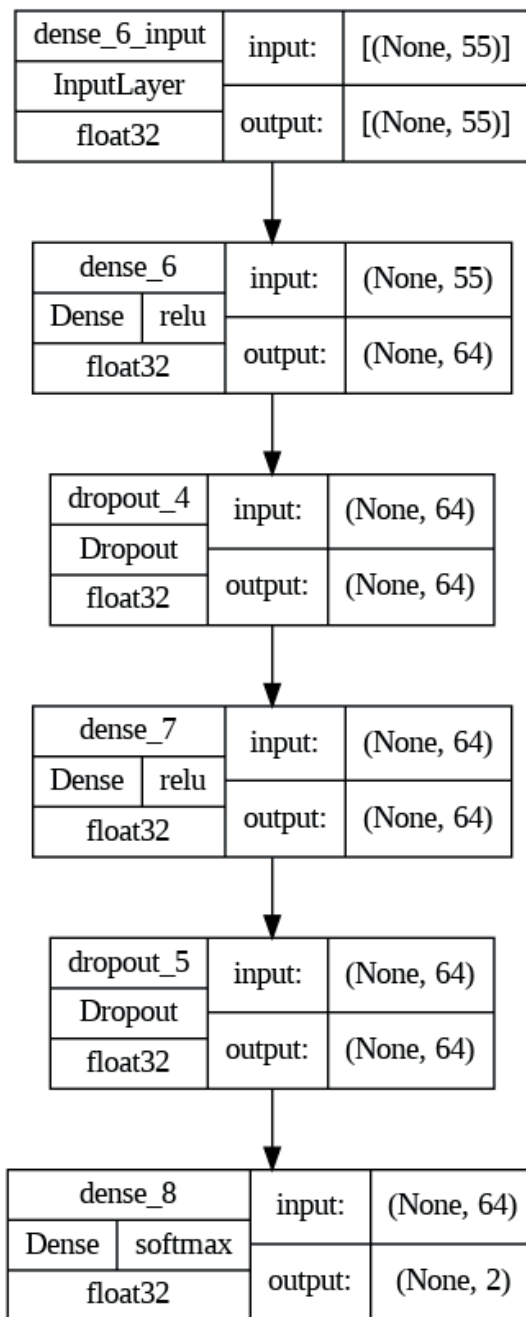 dense_6_input
input:
[(None, 55)]
InputLayer
float32
output:
[(None, 55)]
dense_6
input:
(None, 55)
Dense
relu
float32
output:
(None, 64)
dropout_4
input:
(None, 64)
Dropout
float32
output:
(None, 64)
dense_7
input:
(None, 64)
Dense
relu
float32
output:
(None, 64)
dropout_5
input:
(None, 64)
Dropout
float32
output:
(None, 64)
dense_8
input:
(None, 64)
Dense
softmax
float32
output:
(None, 2)